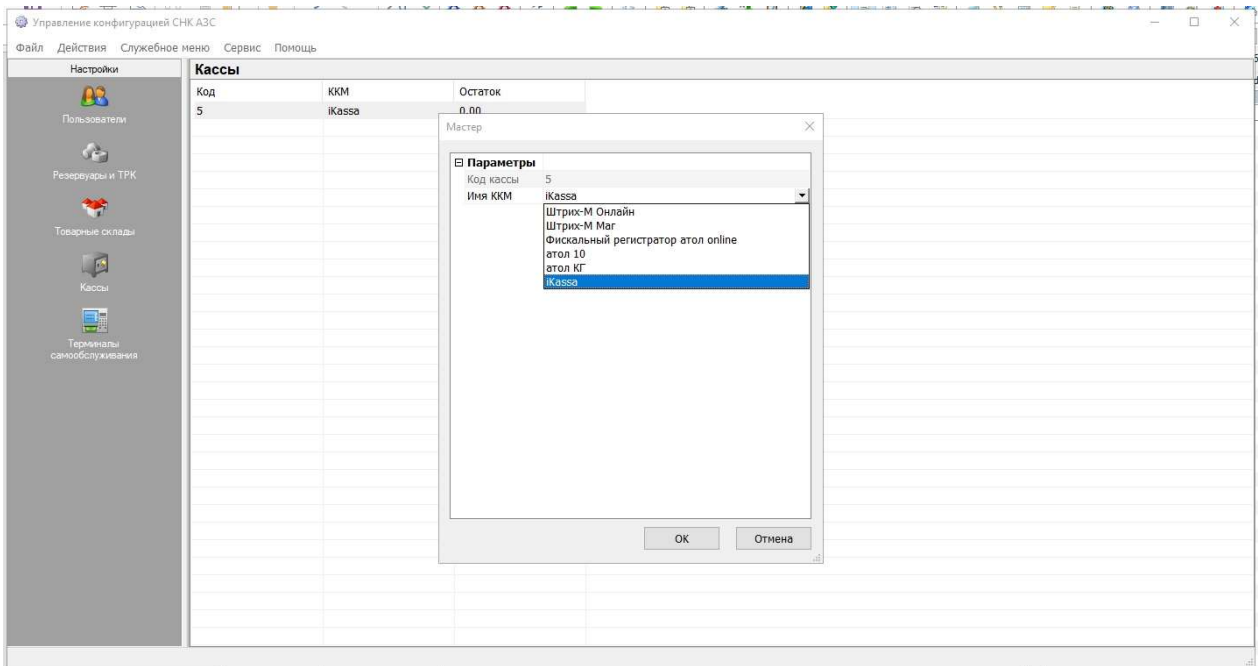 Управление конфигурацией СНК АЗС
Файл Действия Служебное меню Сервис Помощь
Настройки
Кассы
Пользователи
Резервуары и ТРК
Товарные склады
Кассы
Терминалы
самообслуживания
Код ККМ Остаток
5 iKassa 0.00
Мастер
Параметры
Код кассы 5
Имя ККМ iKassa
Штрих-М Онлайн
Штрих-М Маг
Фискальный регистратор атол online
атол 10
атол КГ
iKassa
OK Отмена